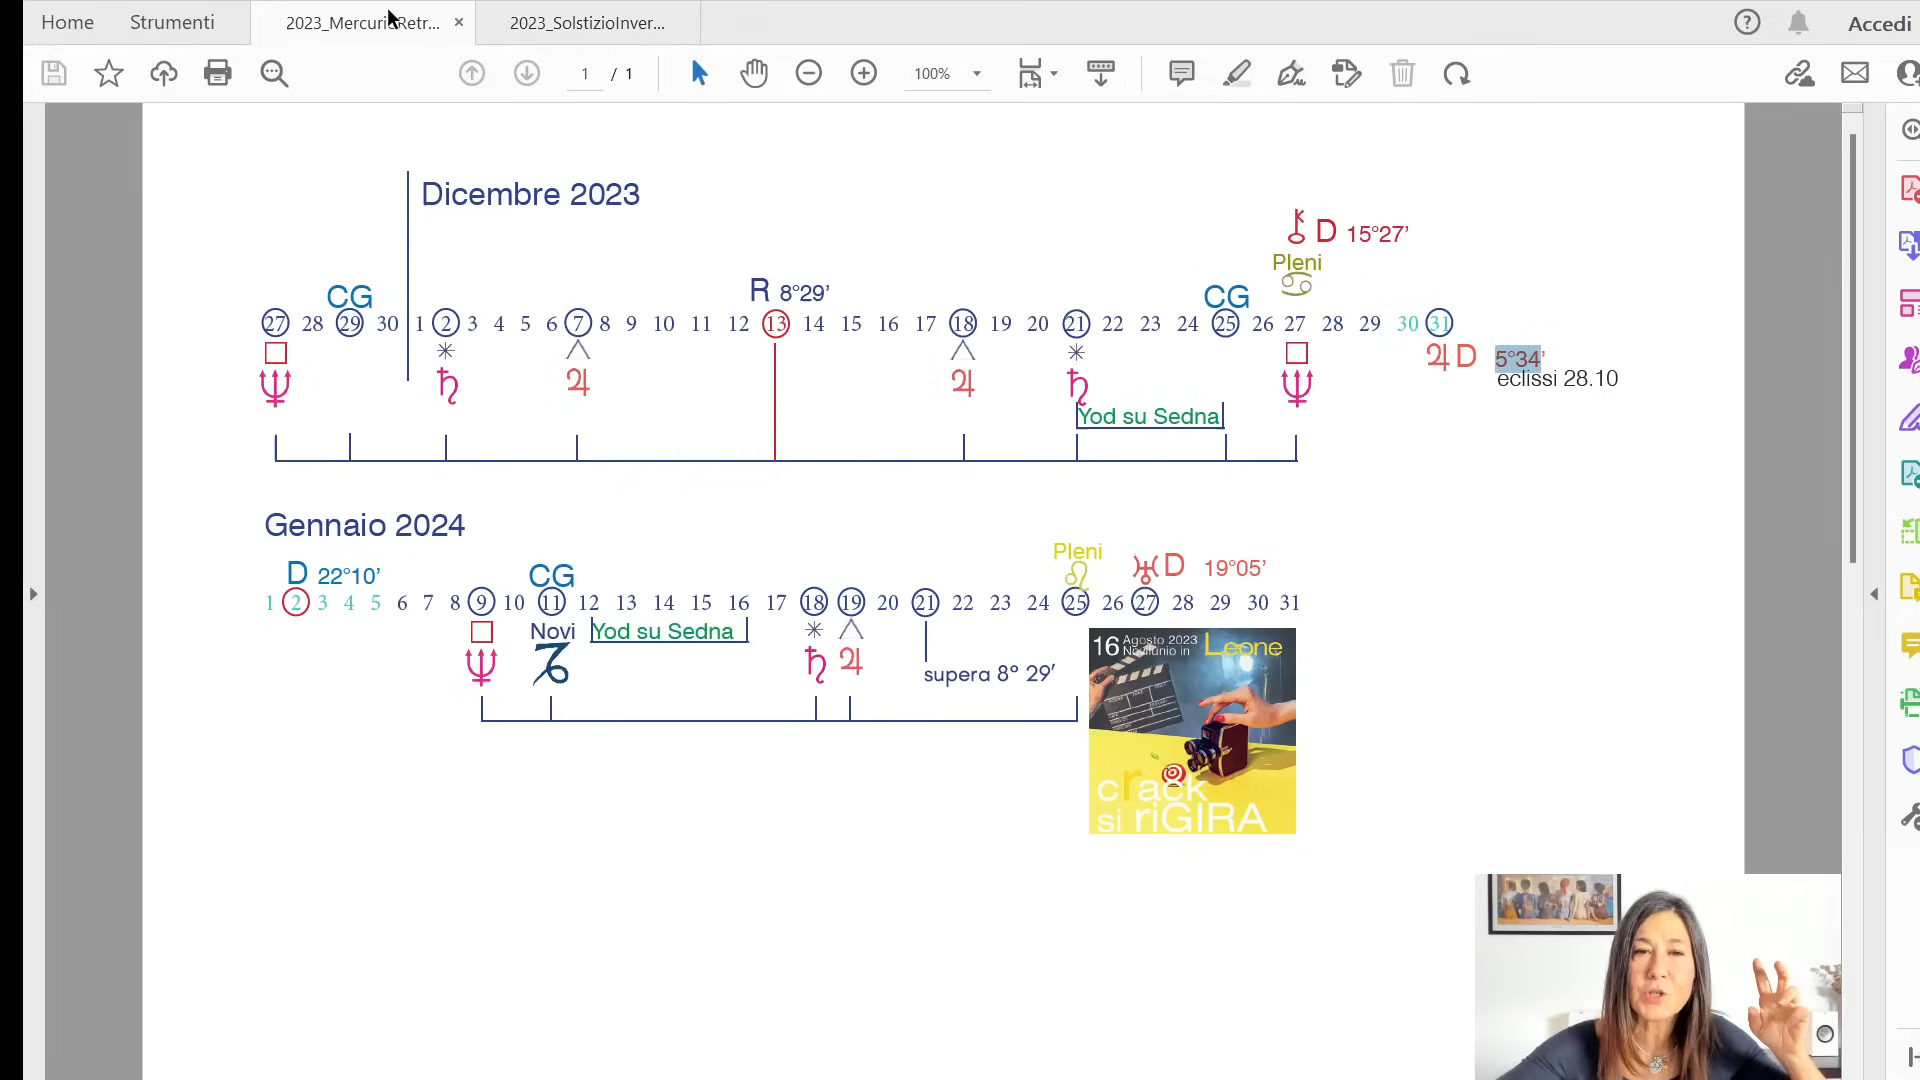 Home Strumenti 2023_MercurioRetr... × 2023_SolstizioInver... Accedi
1 / 1 100%
Dicembre 2023
D 15°27’
Pleni
CG R 8°29’ CG
27 28 29 30 1 2 3 4 5 6 7 8 9 10 11 12 13 14 15 16 17 18 19 20 21 22 23 24 25 26 27 28 29 30 31
D 5°34’
eclissi 28.10
Yod su Sedna
Gennaio 2024
Pleni
D 22°10’ CG D 19°05’
1 2 3 4 5 6 7 8 9 10 11 12 13 14 15 16 17 18 19 20 21 22 23 24 25 26 27 28 29 30 31
Novi Yod su Sedna
supera 8° 29’
16 Agosto 2023
Novilunio in Leone
crack
si riGIRA